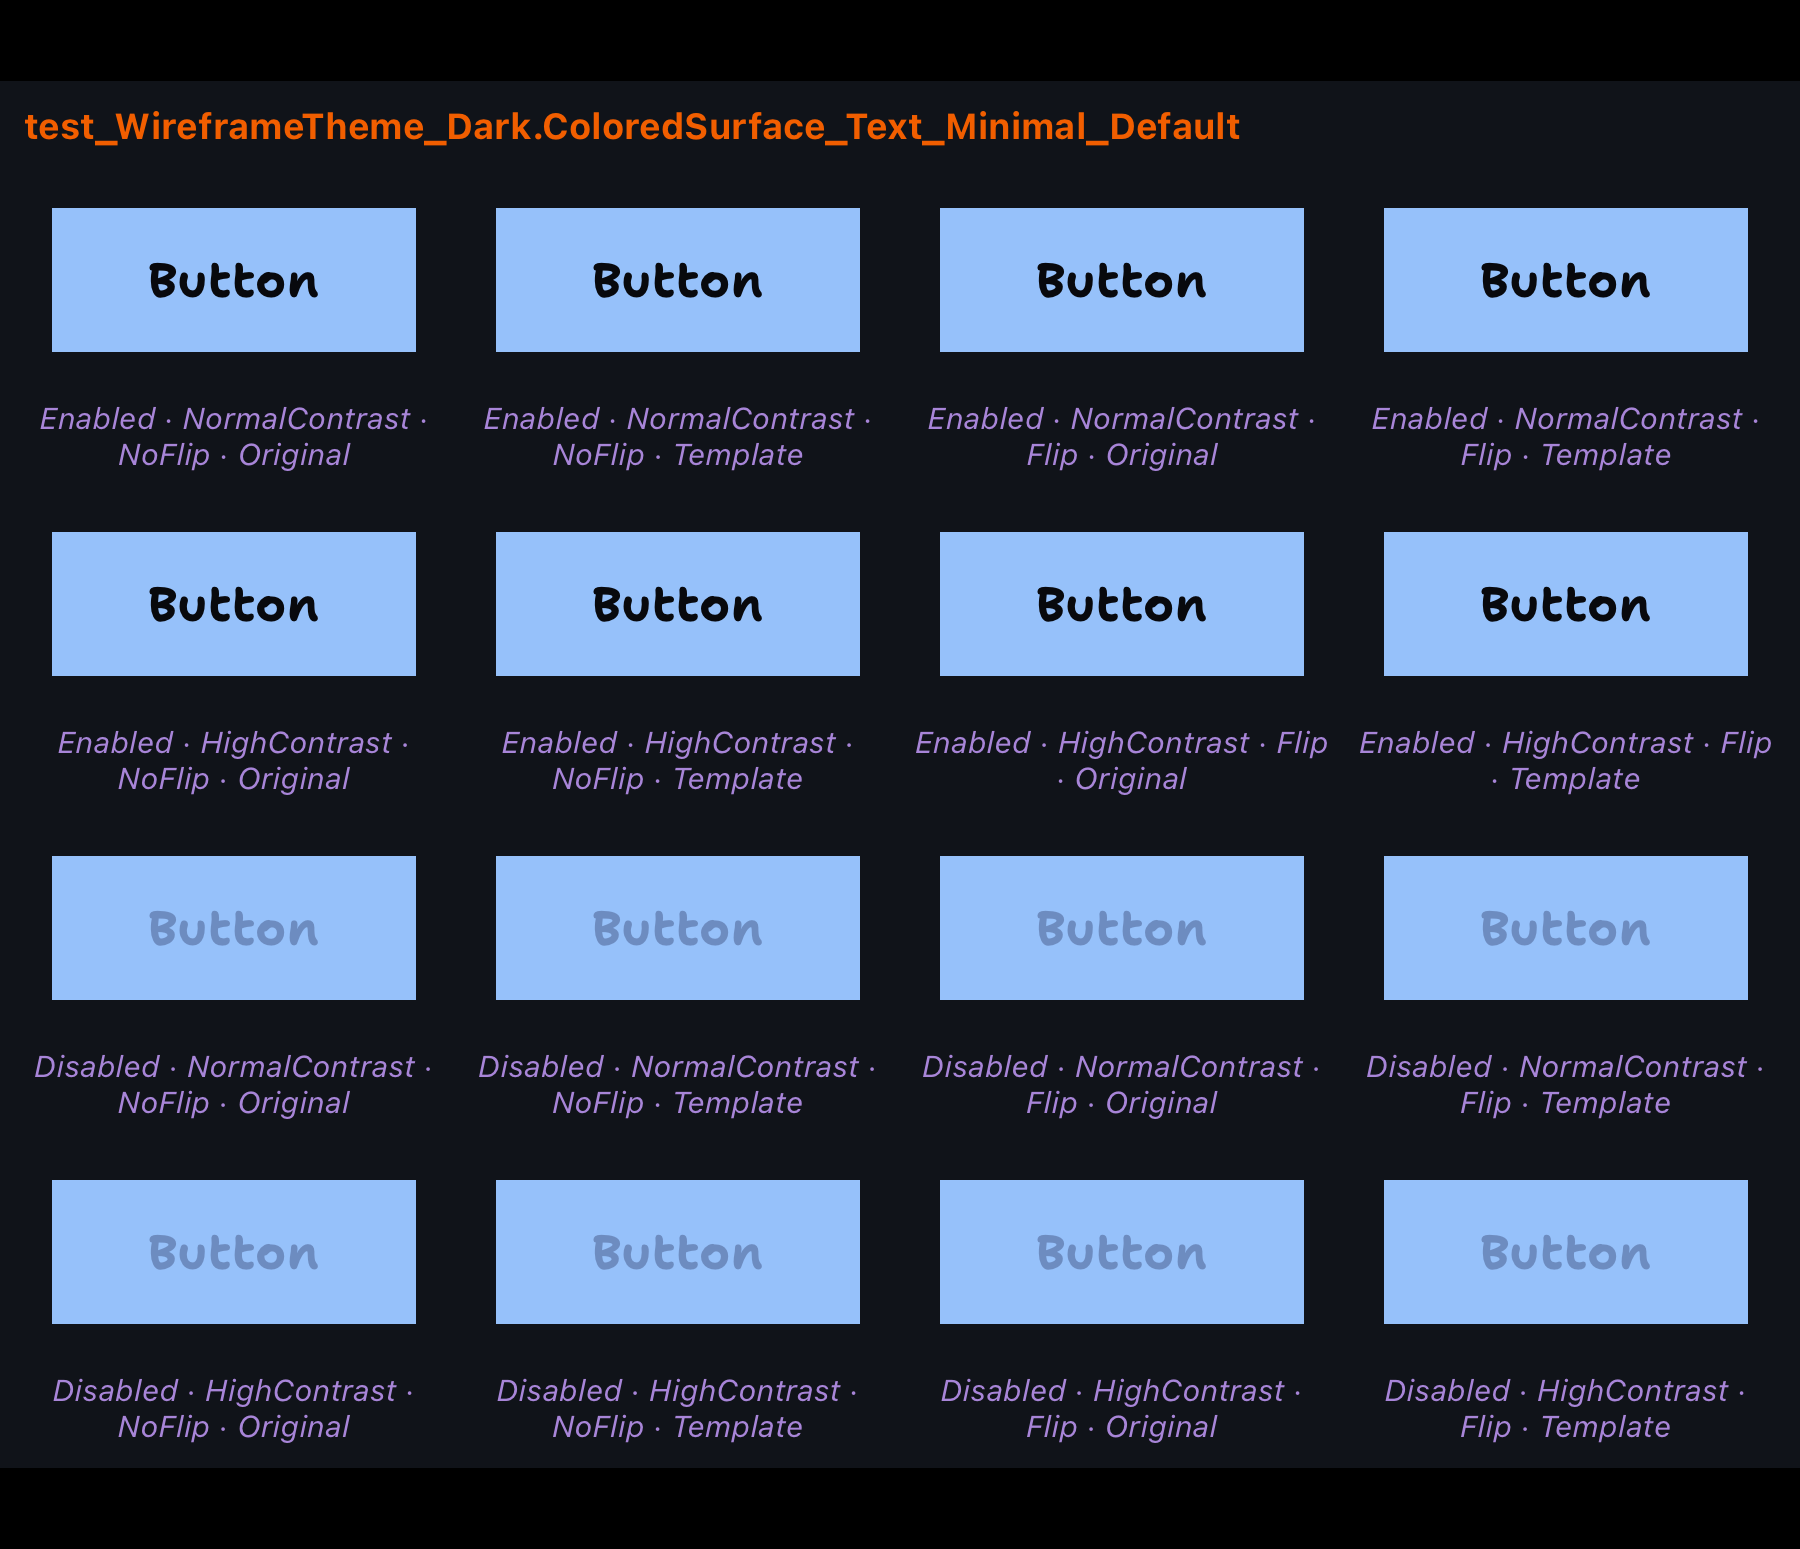 test_WireframeTheme_Dark.ColoredSurface_Text_Minimal_Default
Button Button Button Button
Enabled · NormalContrast · Enabled · NormalContrast · Enabled · NormalContrast · Enabled · NormalContrast ·
NoFlip · Original NoFlip · Template Flip · Original Flip · Template
Button Button Button Button
Enabled · HighContrast · Enabled · HighContrast · Enabled · HighContrast · Flip Enabled · HighContrast · Flip
NoFlip · Original NoFlip · Template · Original · Template
Button Button Button Button
Disabled · NormalContrast · Disabled · NormalContrast · Disabled · NormalContrast · Disabled · NormalContrast ·
NoFlip · Original NoFlip · Template Flip · Original Flip · Template
Button Button Button Button
Disabled · HighContrast · Disabled · HighContrast · Disabled · HighContrast · Disabled · HighContrast ·
NoFlip · Original NoFlip · Template Flip · Original Flip · Template